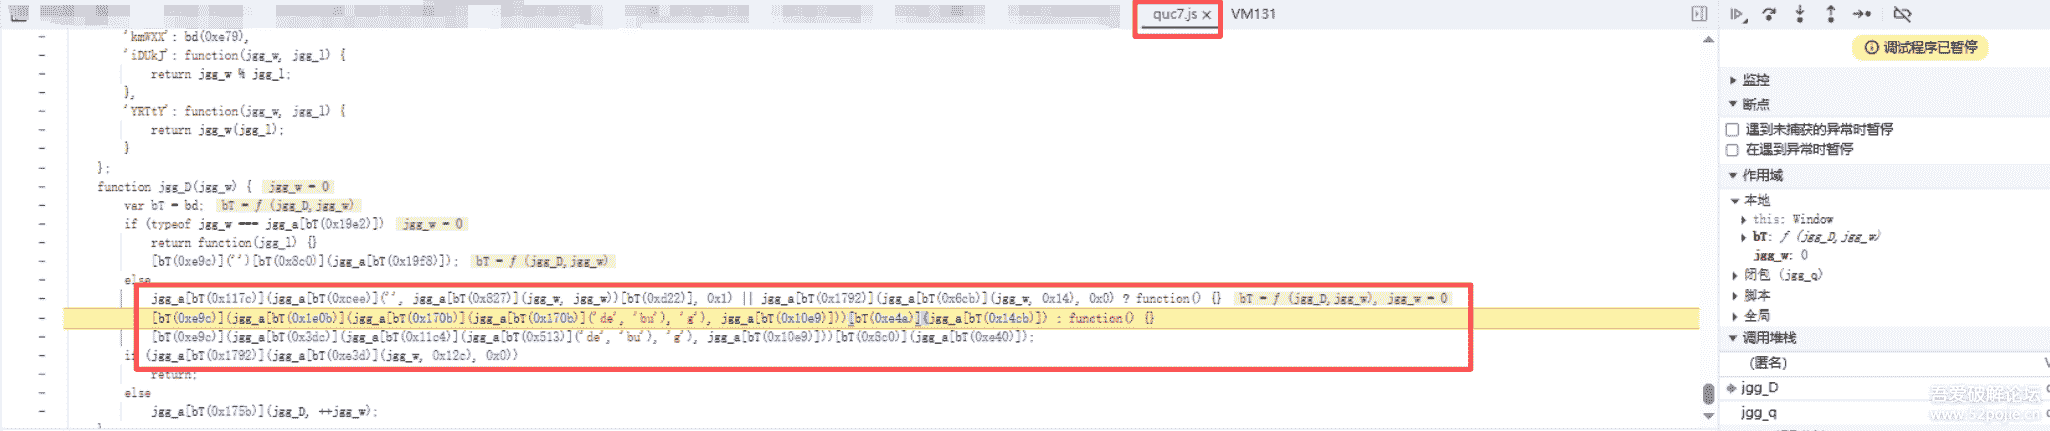 quc7.js × VM131
调试程序已暂停
'kmWXX': bd(0xe79),
'iDUkJ': function(jgg_w, jgg_l) {
return jgg_w % jgg_l;
},
'YRTtY': function(jgg_w, jgg_l) {
return jgg_w(jgg_l);
}
};
function jgg_D(jgg_w) { jgg_w = 0
var bT = bd; bT = ƒ (jgg_D,jgg_w)
if (typeof jgg_w === jgg_a[bT(0x19e2)]) jgg_w = 0
return function(jgg_l) {}
[bT(0xe9c)]('')[bT(0x8c0)](jgg_a[bT(0x19f8)]); bT = ƒ (jgg_D,jgg_w)
else
jgg_a[bT(0x117c)](jgg_a[bT(0xcee)]('', jgg_a[bT(0x827)](jgg_w, jgg_w))[bT(0xd22)], 0x1) || jgg_a[bT(0x1792)](jgg_a[bT(0x6cb)](jgg_w, 0x14), 0x0) ? function() {} bT = ƒ (jgg_D,jgg_w), jgg_w = 0
[bT(0xe9c)](jgg_a[bT(0x1e0b)](jgg_a[bT(0x170b)](jgg_a[bT(0x170b)]('de', 'bu'), 'g'), jgg_a[bT(0x10e9)]))[bT(0xe4a)](jgg_a[bT(0x14cb)]) : function() {}
[bT(0xe9c)](jgg_a[bT(0x3dc)](jgg_a[bT(0x11c4)](jgg_a[bT(0x513)]('de', 'bu'), 'g'), jgg_a[bT(0x10e9)]))[bT(0x8c0)](jgg_a[bT(0xe40)]);
if (jgg_a[bT(0x1792)](jgg_a[bT(0xe3d)](jgg_w, 0x12c), 0x0))
return;
else
jgg_a[bT(0x175b)](jgg_D, ++jgg_w);
监控
断点
遇到未捕获的异常时暂停
在遇到异常时暂停
作用域
本地
this: Window
bT: ƒ (jgg_D,jgg_w)
jgg_w: 0
闭包 (jgg_q)
脚本
全局
调用堆栈
(匿名)
jgg_D
jgg_q
吾爱破解论坛
www.52pojie.cn